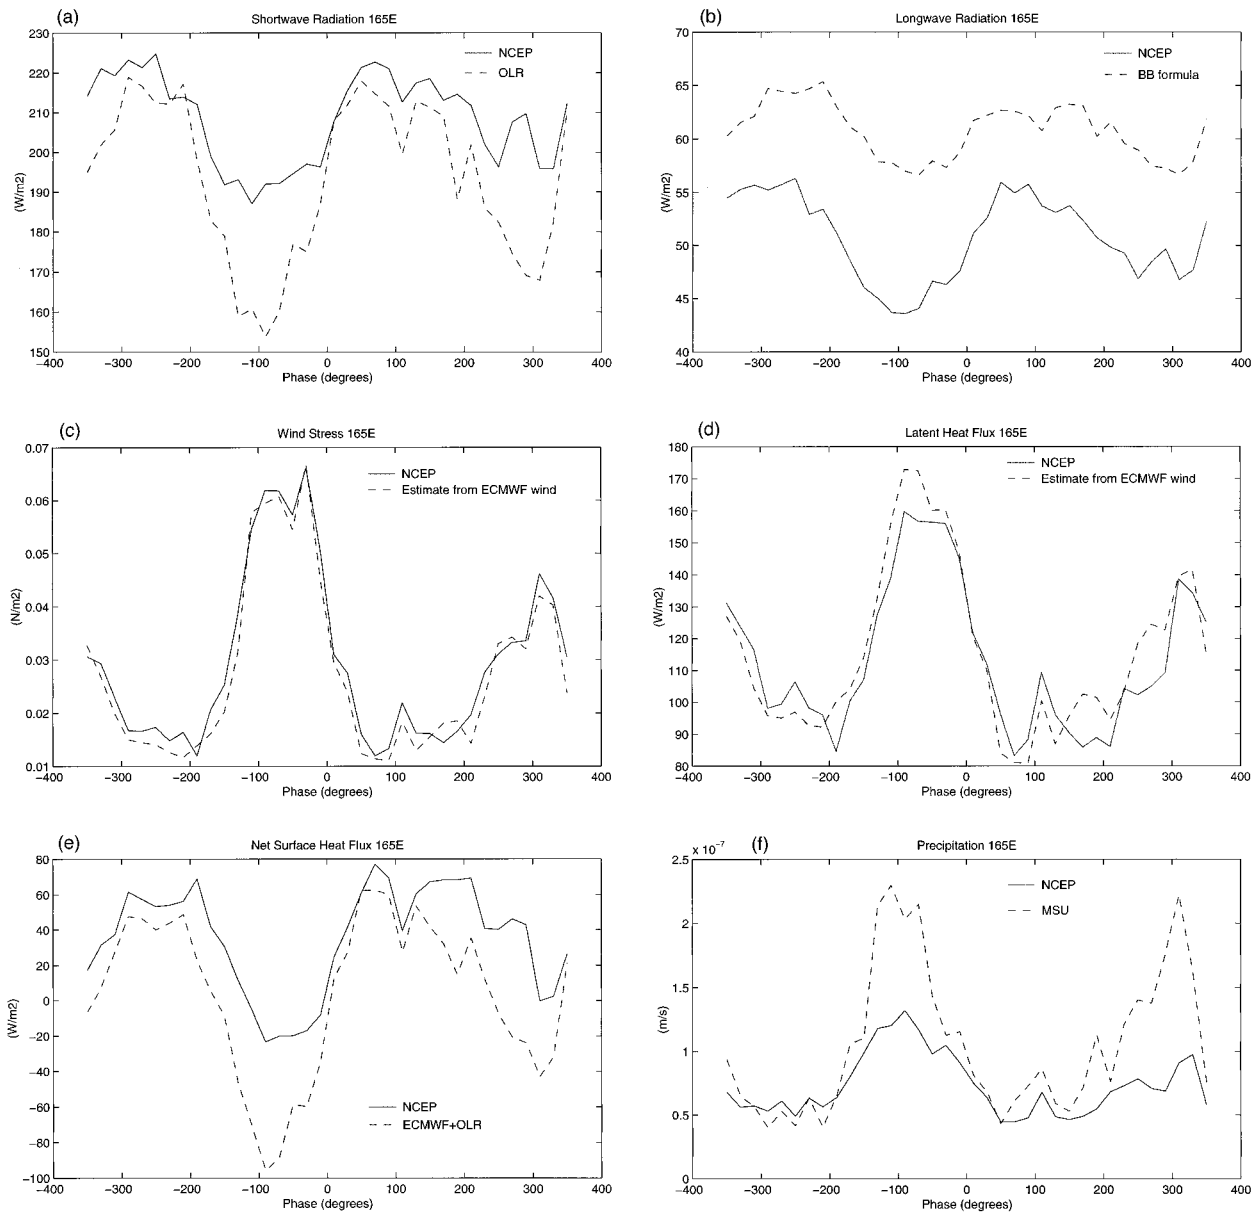 (a)
Shortwave Radiation 165E
230
220
210
200
190
180
170
160
150
(W/m2)
NCEP
OLR
−400 −300 −200 −100 0 100 200 300 400
Phase (degrees)
(b)
Longwave Radiation 165E
70
65
60
55
50
45
40
(W/m2)
NCEP
BB formula
−400 −300 −200 −100 0 100 200 300 400
Phase (degrees)
(c)
Wind Stress 165E
0.07
0.06
0.05
0.04
0.03
0.02
0.01
(N/m2)
NCEP
Estimate from ECMWF wind
−400 −300 −200 −100 0 100 200 300 400
Phase (degrees)
(d)
Latent Heat Flux 165E
180
170
160
150
140
130
120
110
100
90
80
(W/m2)
NCEP
Estimate from ECMWF wind
−400 −300 −200 −100 0 100 200 300 400
Phase (degrees)
(e)
Net Surface Heat Flux 165E
80
60
40
20
0
−20
−40
−60
−80
−100
(W/m2)
NCEP
ECMWF+OLR
−400 −300 −200 −100 0 100 200 300 400
Phase (degrees)
(f)
x 10⁻⁷
Precipitation 165E
2.5
2
1.5
1
0.5
0
(m/s)
NCEP
MSU
−400 −300 −200 −100 0 100 200 300 400
Phase (degrees)